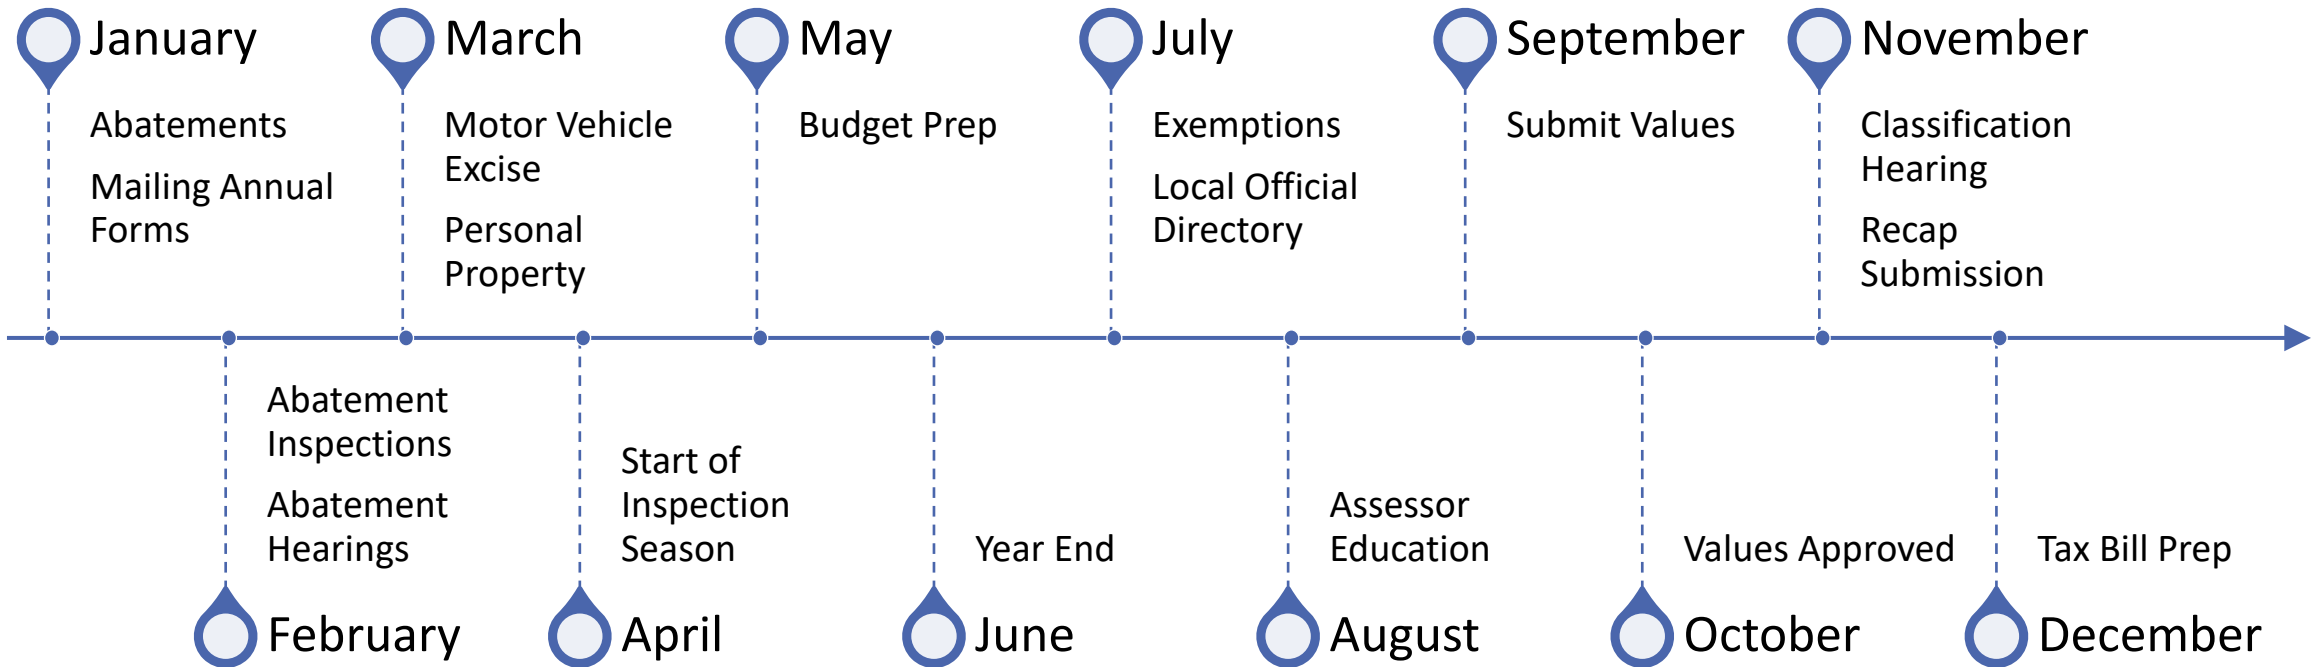 January
Abatements
Mailing Annual
Forms
February
Abatement
Inspections
Abatement
Hearings
March
Motor Vehicle
Excise
Personal
Property
April
Start of
Inspection
Season
May
Budget Prep
June
Year End
July
Exemptions
Local Official
Directory
August
Assessor
Education
September
Submit Values
October
Values Approved
November
Classification
Hearing
Recap
Submission
December
Tax Bill Prep